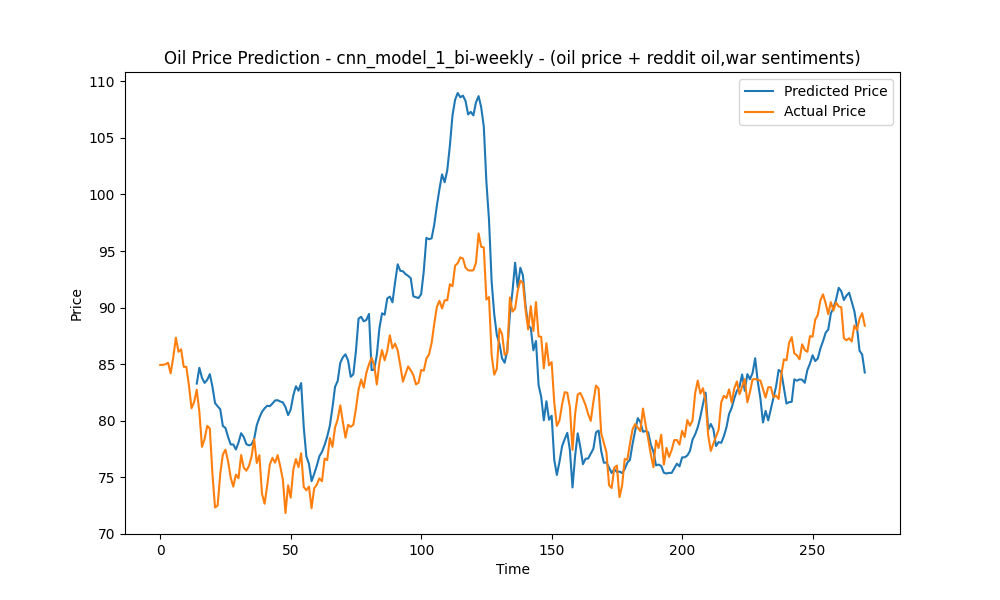 Oil Price Prediction - cnn_model_1_bi-weekly - (oil price + reddit oil,war sentiments)
Predicted Price
Actual Price
110
105
100
95
90
85
80
75
70
Price
0 50 100 150 200 250
Time